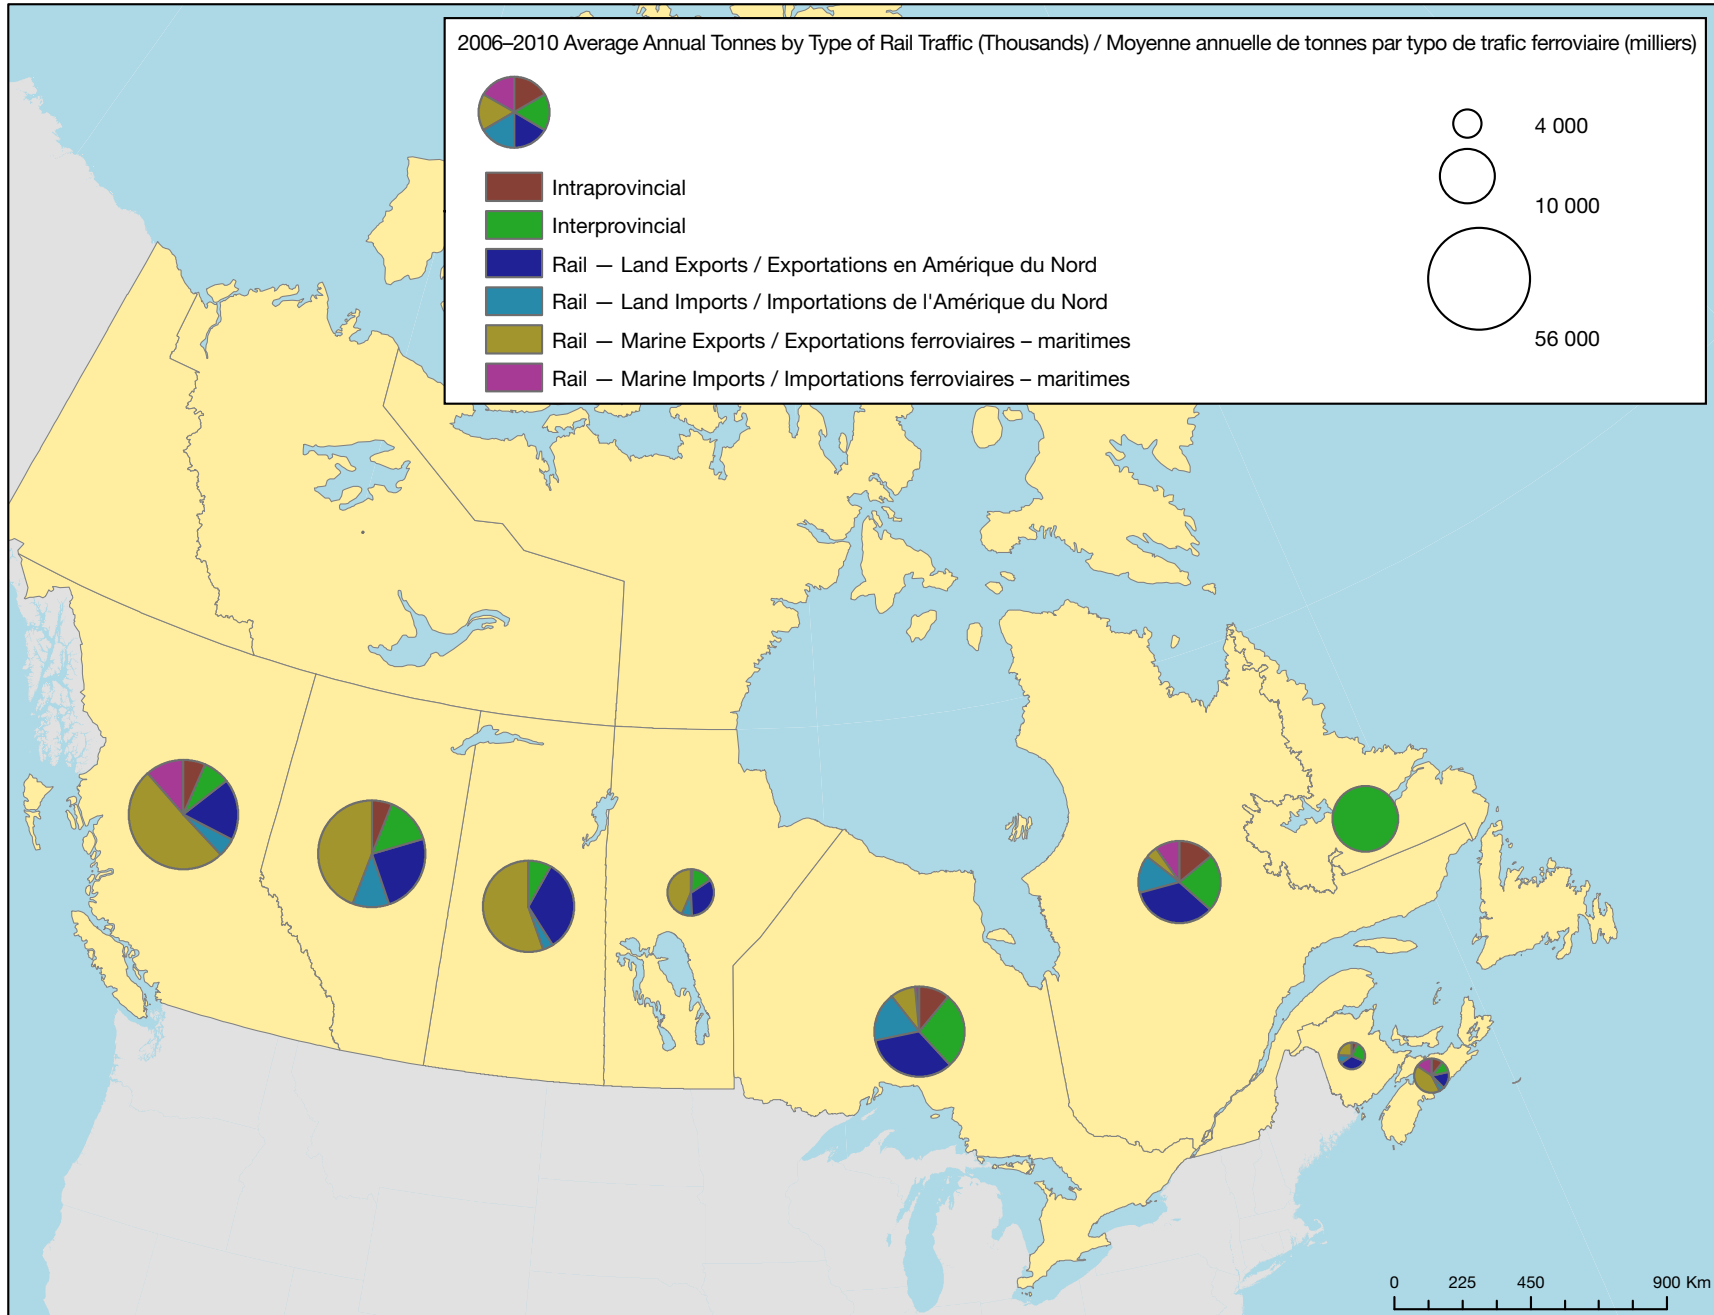 2006–2010 Average Annual Tonnes by Type of Rail Traffic (Thousands) / Moyenne annuelle de tonnes par typo de trafic ferroviaire (milliers)
4 000
10 000
56 000
Intraprovincial
Interprovincial
Rail — Land Exports / Exportations en Amérique du Nord
Rail — Land Imports / Importations de l'Amérique du Nord
Rail — Marine Exports / Exportations ferroviaires – maritimes
Rail — Marine Imports / Importations ferroviaires – maritimes
0 225 450 900 Km